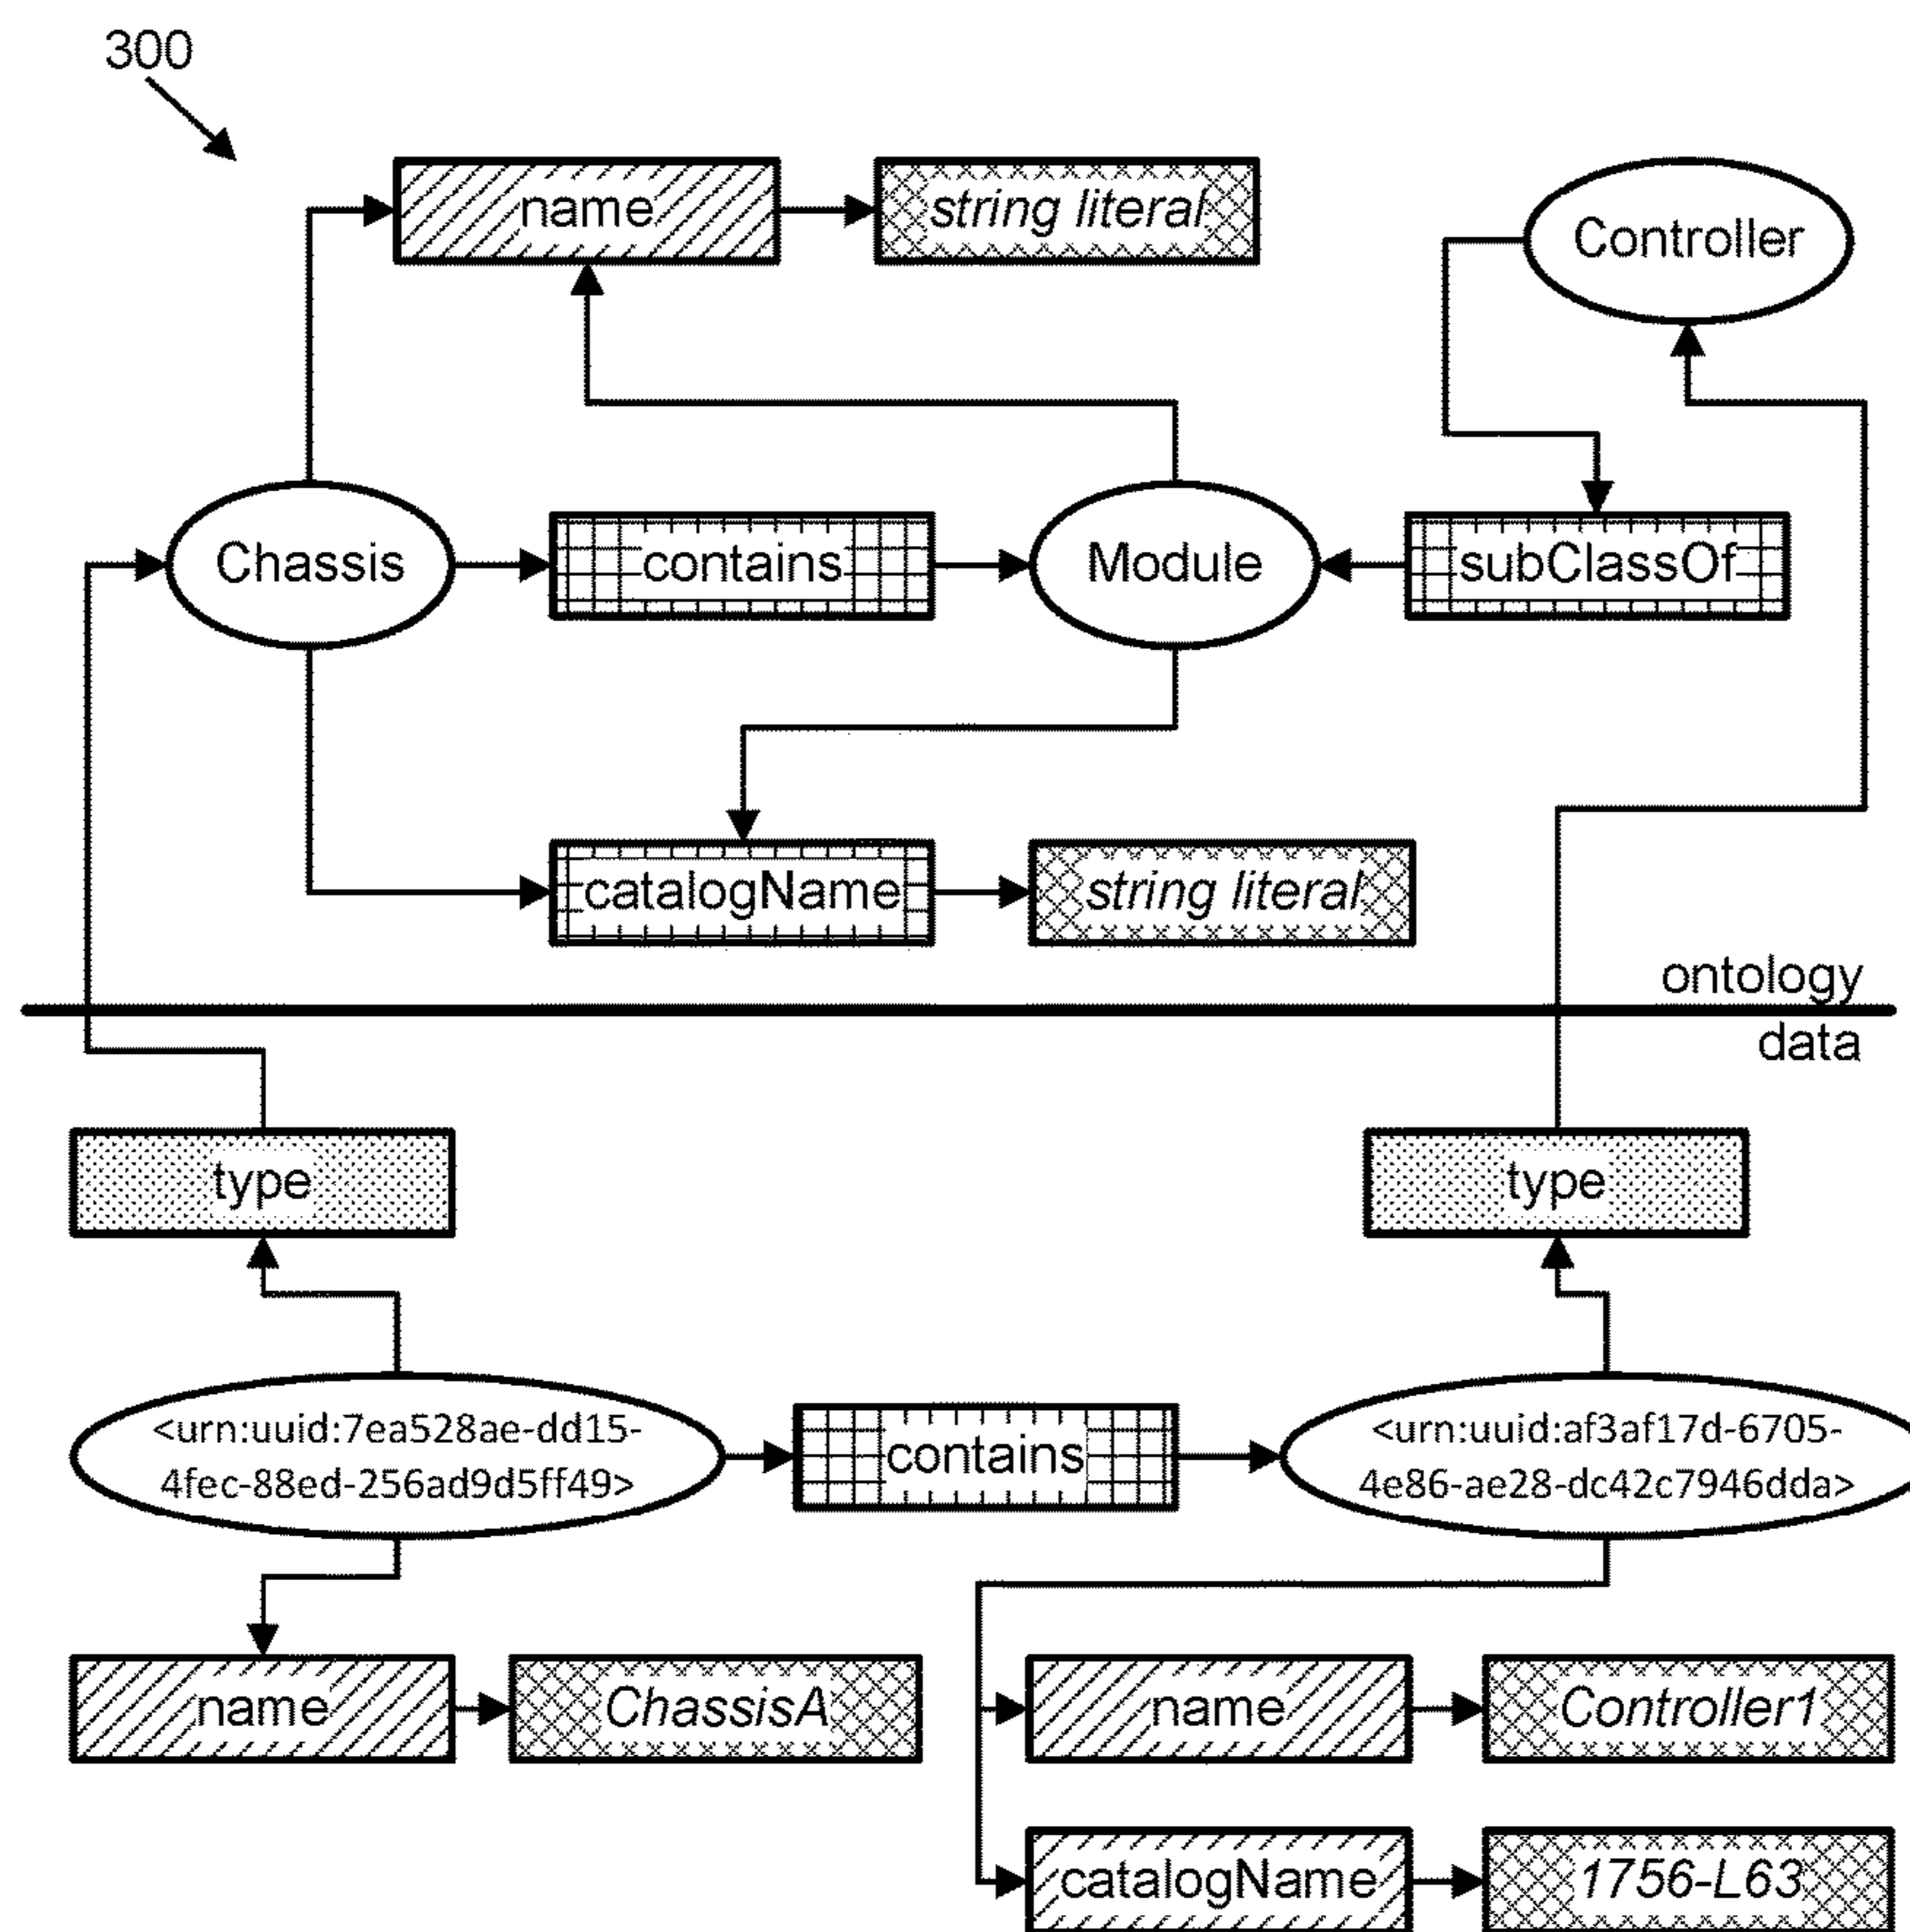 300
name
string literal
Controller
Chassis
contains
Module
subClassOf
catalogName
string literal
ontology
data
type
type
<urn:uuid:7ea528ae-dd15-
4fec-88ed-256ad9d5ff49>
contains
<urn:uuid:af3af17d-6705-
4e86-ae28-dc42c7946dda>
name
ChassisA
name
Controller1
catalogName
1756-L63